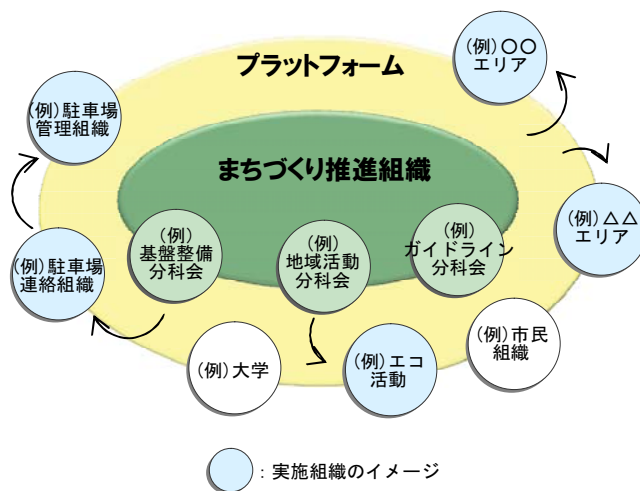 プラットフォーム
(例)〇〇
エリア
(例)駐車場
管理組織
まちづくり推進組織
(例)△△
エリア
(例)
基盤整備
分科会
(例)
地域活動
分科会
(例)
ガイドライン
分科会
(例)駐車場
連絡組織
(例)大学
(例)エコ
活動
(例)市民
組織
：実施組織のイメージ